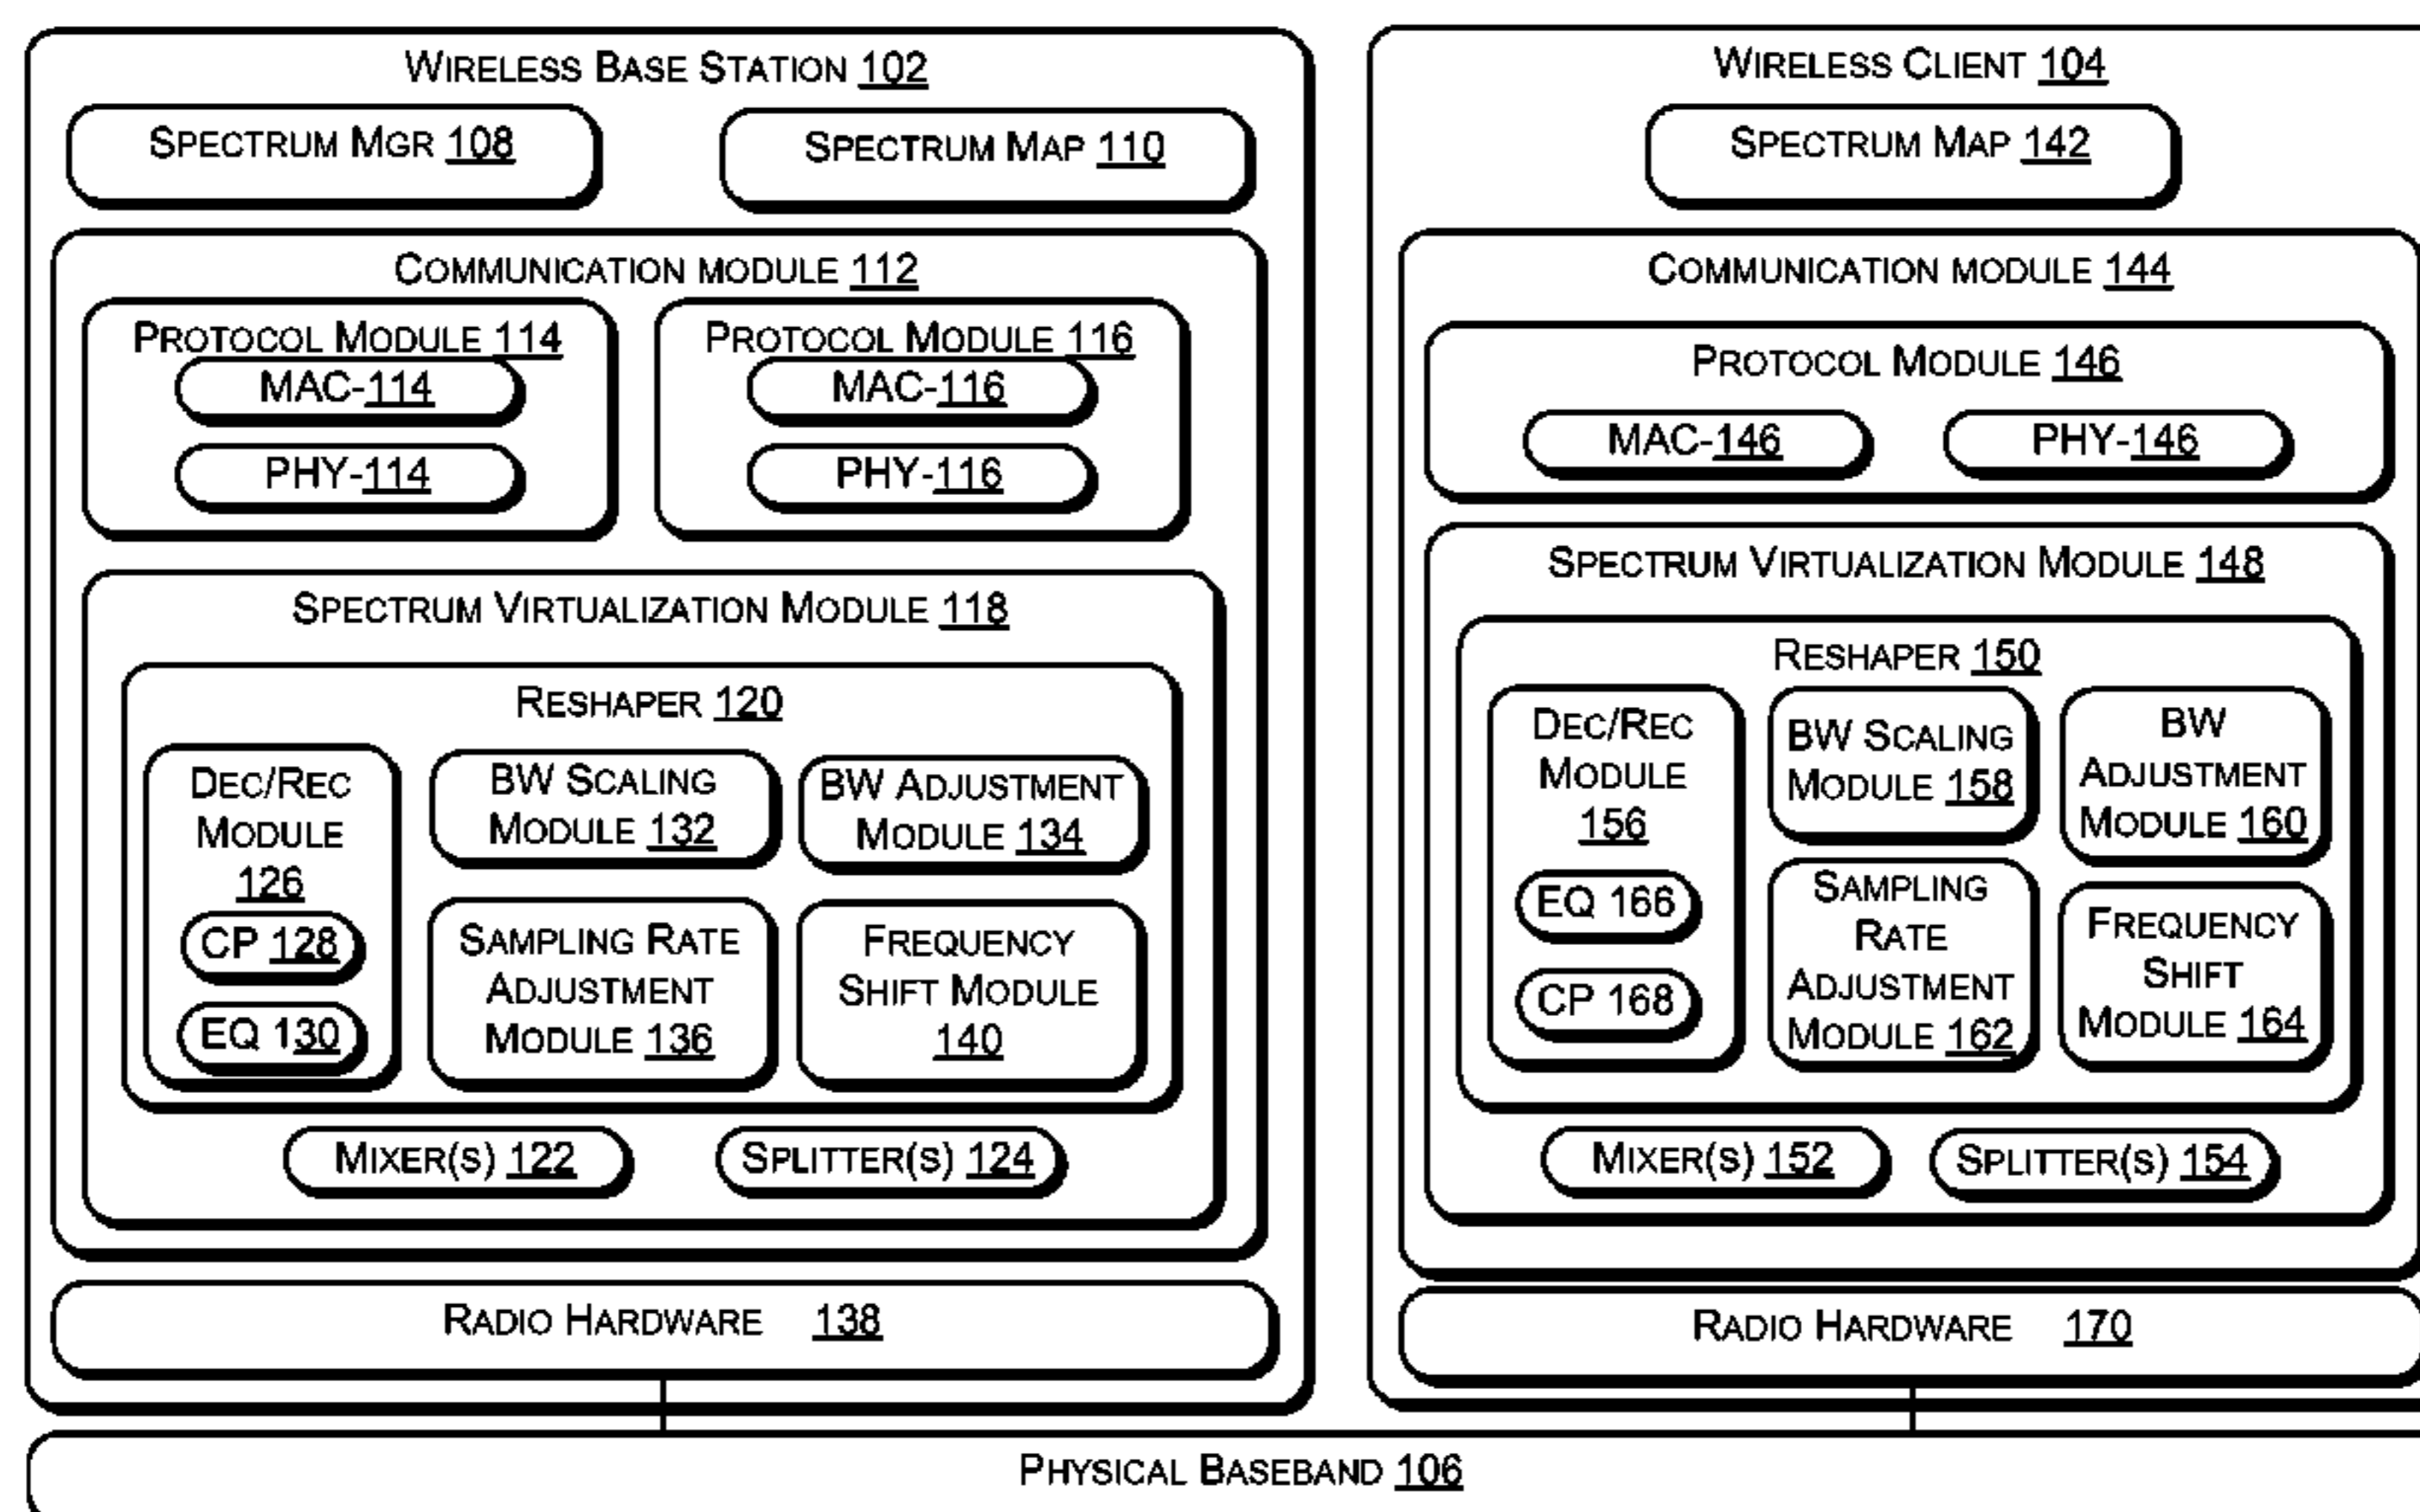 WIRELESS BASE STATION 102
SPECTRUM MGR 108
SPECTRUM MAP 110
COMMUNICATION MODULE 112
PROTOCOL MODULE 114
MAC-114
PHY-114
PROTOCOL MODULE 116
MAC-116
PHY-116
SPECTRUM VIRTUALIZATION MODULE 118
RESHAPER 120
DEC/REC
MODULE
126
CP 128
EQ 130
BW SCALING
MODULE 132
BW ADJUSTMENT
MODULE 134
SAMPLING RATE
ADJUSTMENT
MODULE 136
FREQUENCY
SHIFT MODULE
140
MIXER(S) 122
SPLITTER(S) 124
RADIO HARDWARE 138
WIRELESS CLIENT 104
SPECTRUM MAP 142
COMMUNICATION MODULE 144
PROTOCOL MODULE 146
MAC-146
PHY-146
SPECTRUM VIRTUALIZATION MODULE 148
RESHAPER 150
DEC/REC
MODULE
156
EQ 166
CP 168
BW SCALING
MODULE 158
BW
ADJUSTMENT
MODULE 160
SAMPLING
RATE
ADJUSTMENT
MODULE 162
FREQUENCY
SHIFT
MODULE 164
MIXER(S) 152
SPLITTER(S) 154
RADIO HARDWARE 170
PHYSICAL BASEBAND 106